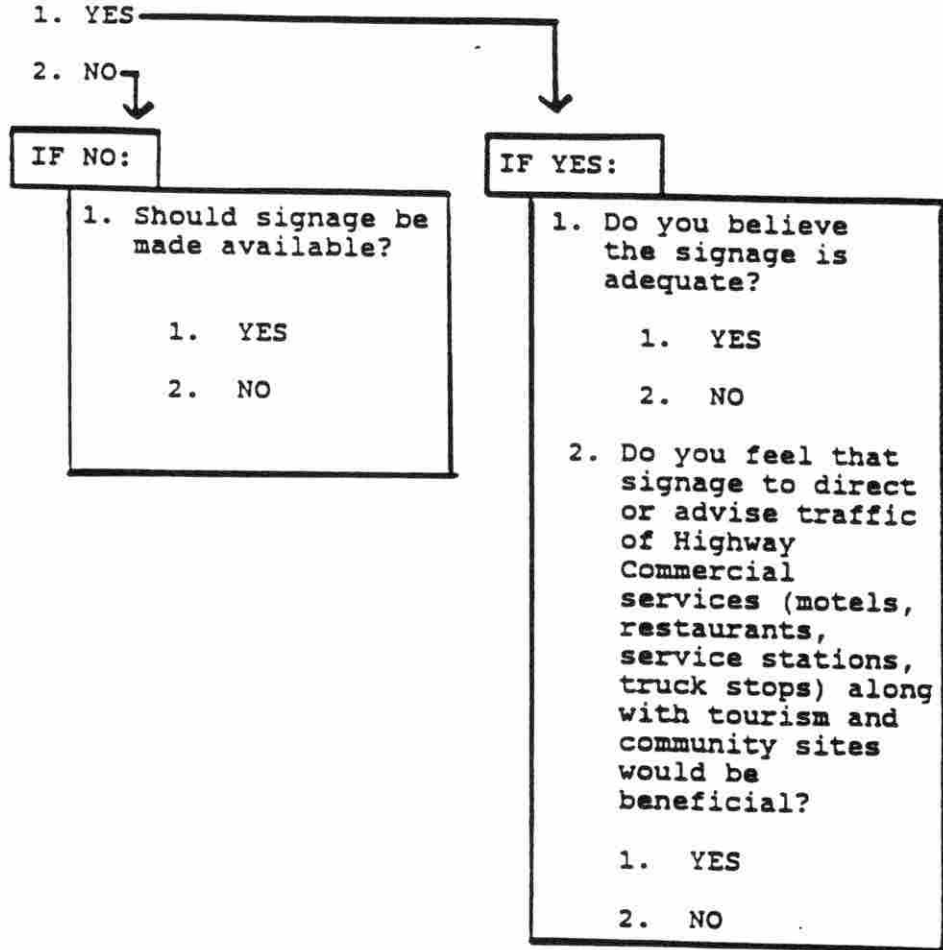 1. YES
2. NO
IF NO:
1. Should signage be
made available?
1. YES
2. NO
IF YES:
1. Do you believe
the signage is
adequate?
1. YES
2. NO
2. Do you feel that
signage to direct
or advise traffic
of Highway
Commercial
services (motels,
restaurants,
service stations,
truck stops) along
with tourism and
community sites
would be
beneficial?
1. YES
2. NO